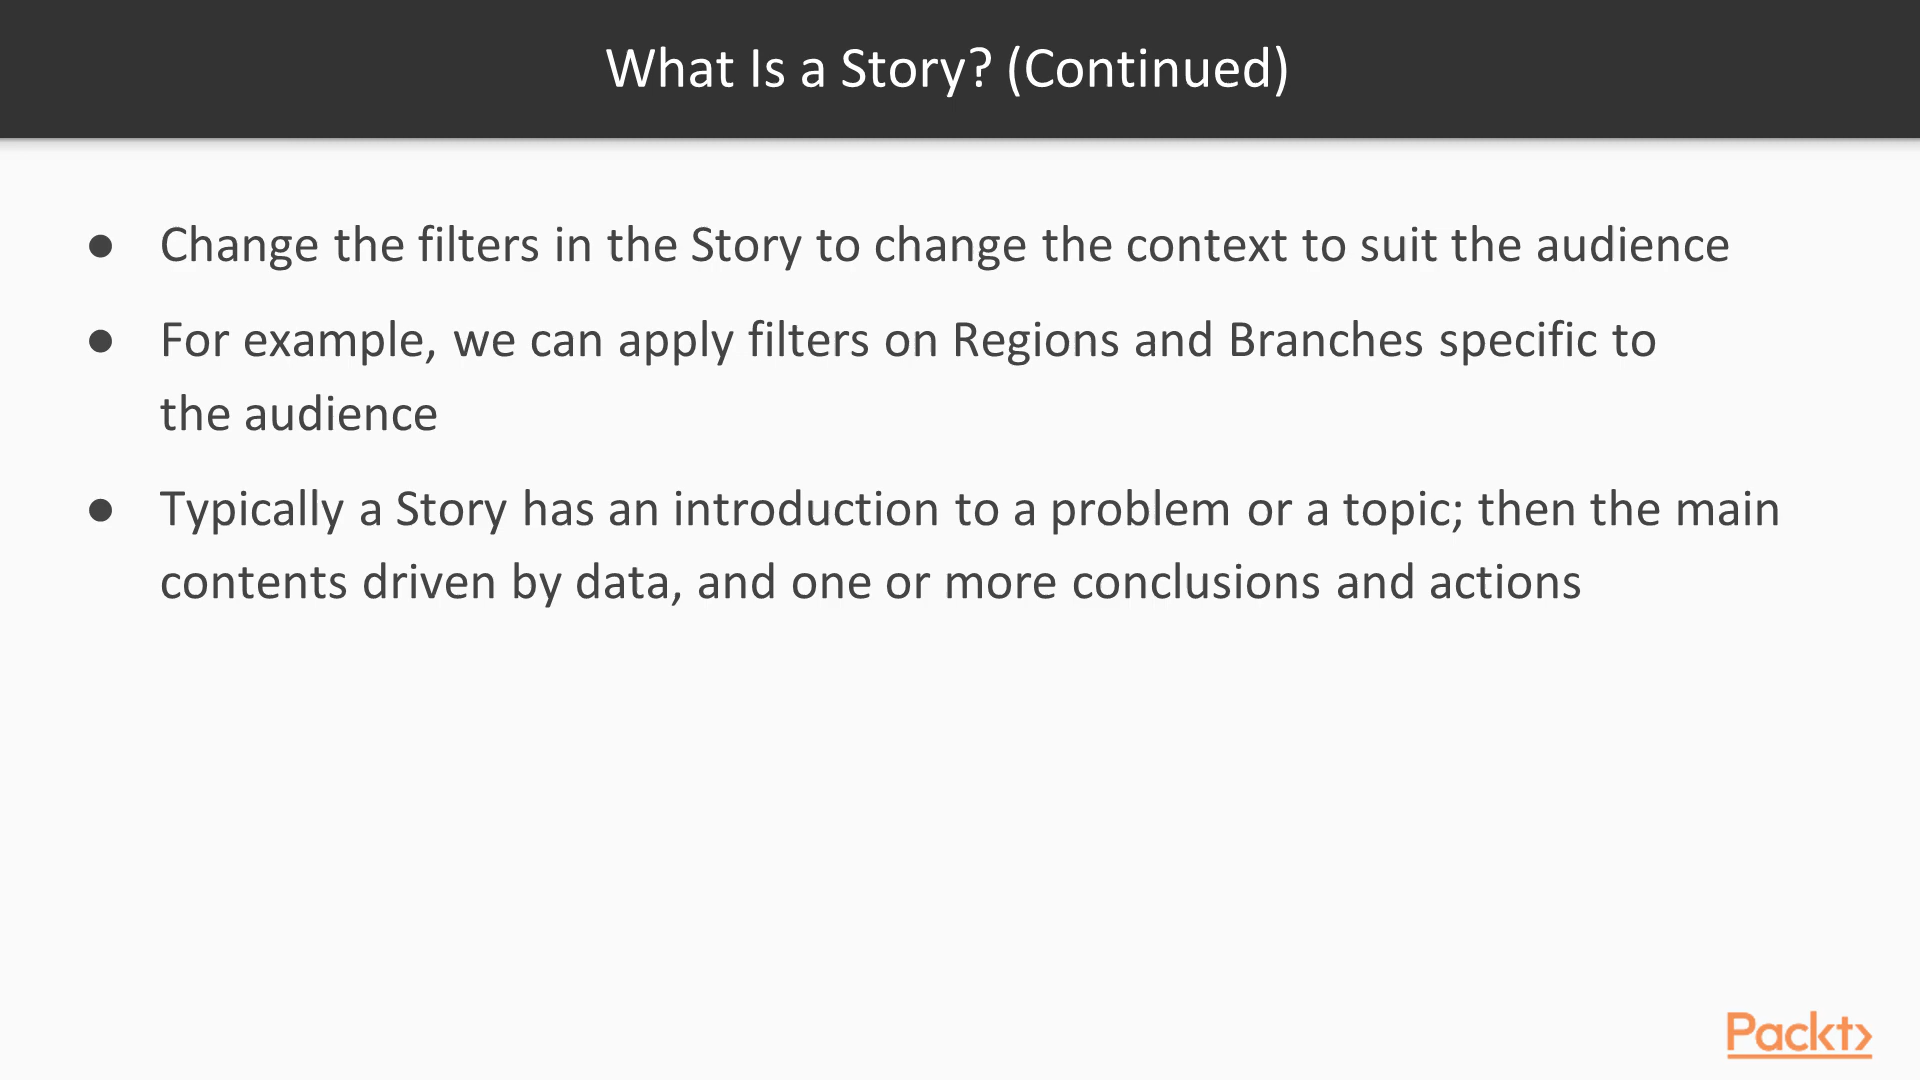 What Is a Story? (Continued)
● Change the filters in the Story to change the context to suit the audience
● For example, we can apply filters on Regions and Branches specific to
the audience
● Typically a Story has an introduction to a problem or a topic; then the main
contents driven by data, and one or more conclusions and actions
Packt>